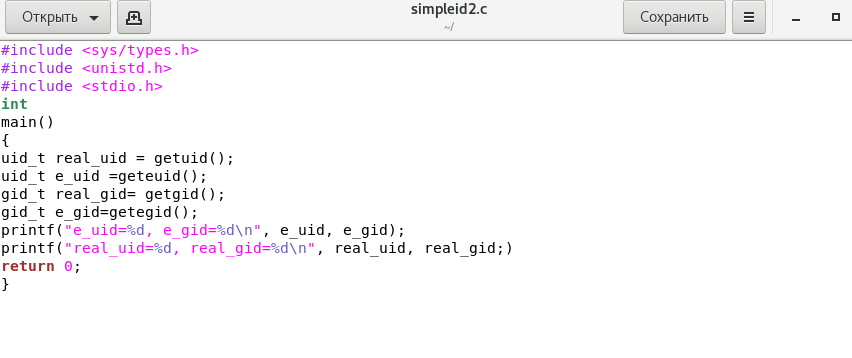 Открыть
simpleid2.c
~/
Сохранить
#include <sys/types.h>
#include <unistd.h>
#include <stdio.h>
int
main()
{
uid_t real_uid = getuid();
uid_t e_uid =geteuid();
gid_t real_gid= getgid();
gid_t e_gid=getegid();
printf("e_uid=%d, e_gid=%d\n", e_uid, e_gid);
printf("real_uid=%d, real_gid=%d\n", real_uid, real_gid;)
return 0;
}